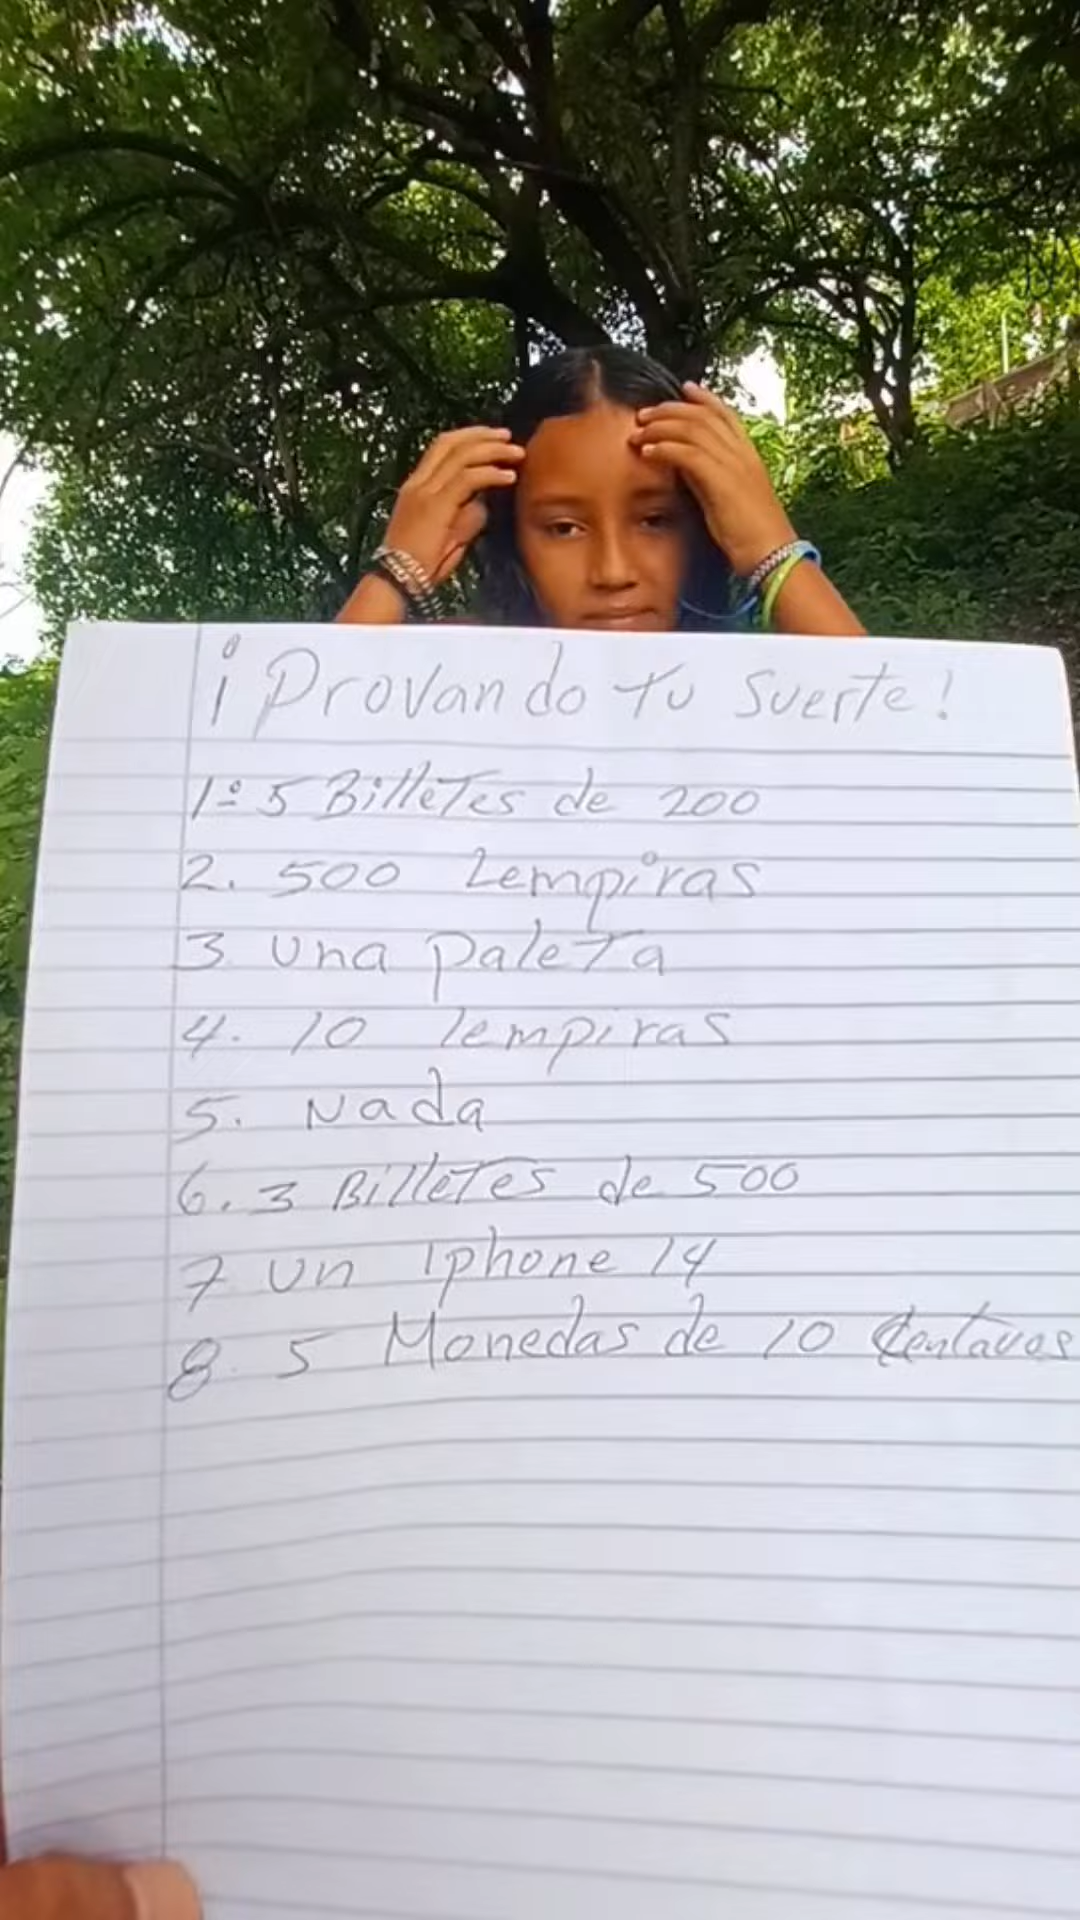 ¡Provando tu suerte!
1º 5 Billetes de 200
2. 500 Lempiras
3. una paleta
4. 10 lempiras
5. Nada
6. 3 Billetes de 500
7 un Iphone 14
8. 5 Monedas de 10 Centavos